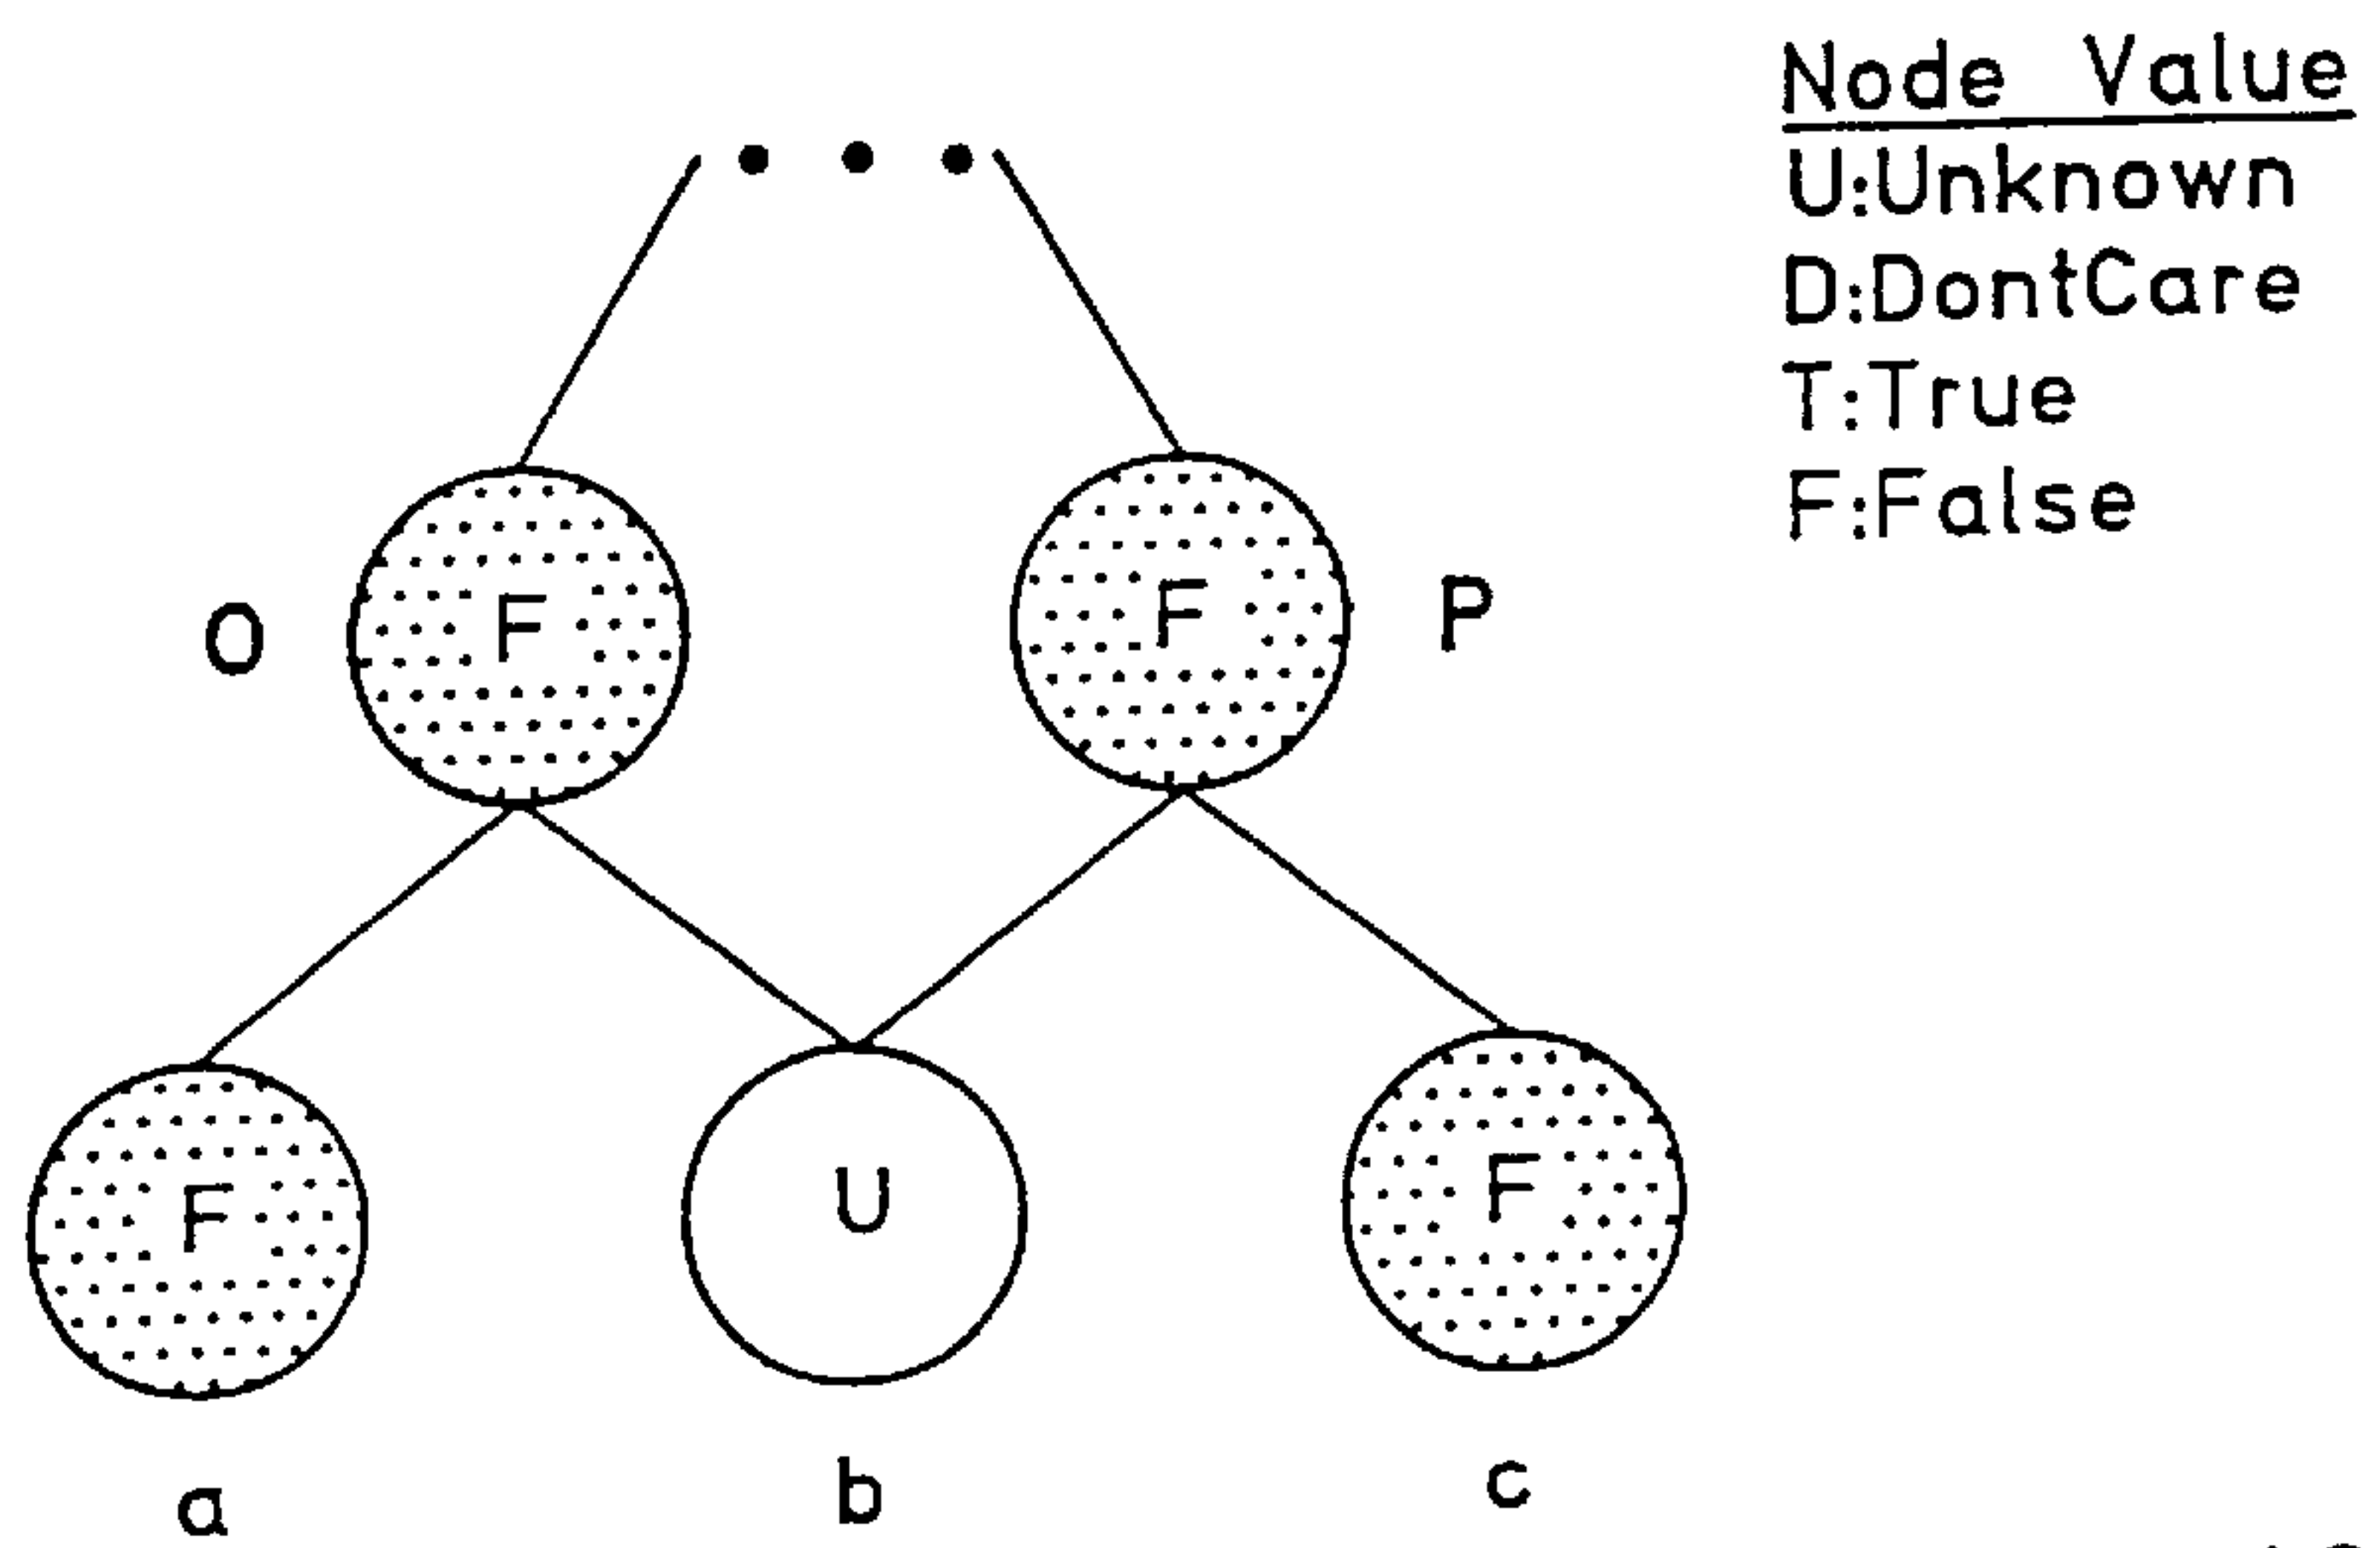 Node Value
U:Unknown
D:DontCare
T:True
F:False
O F F P
F U F
a b c